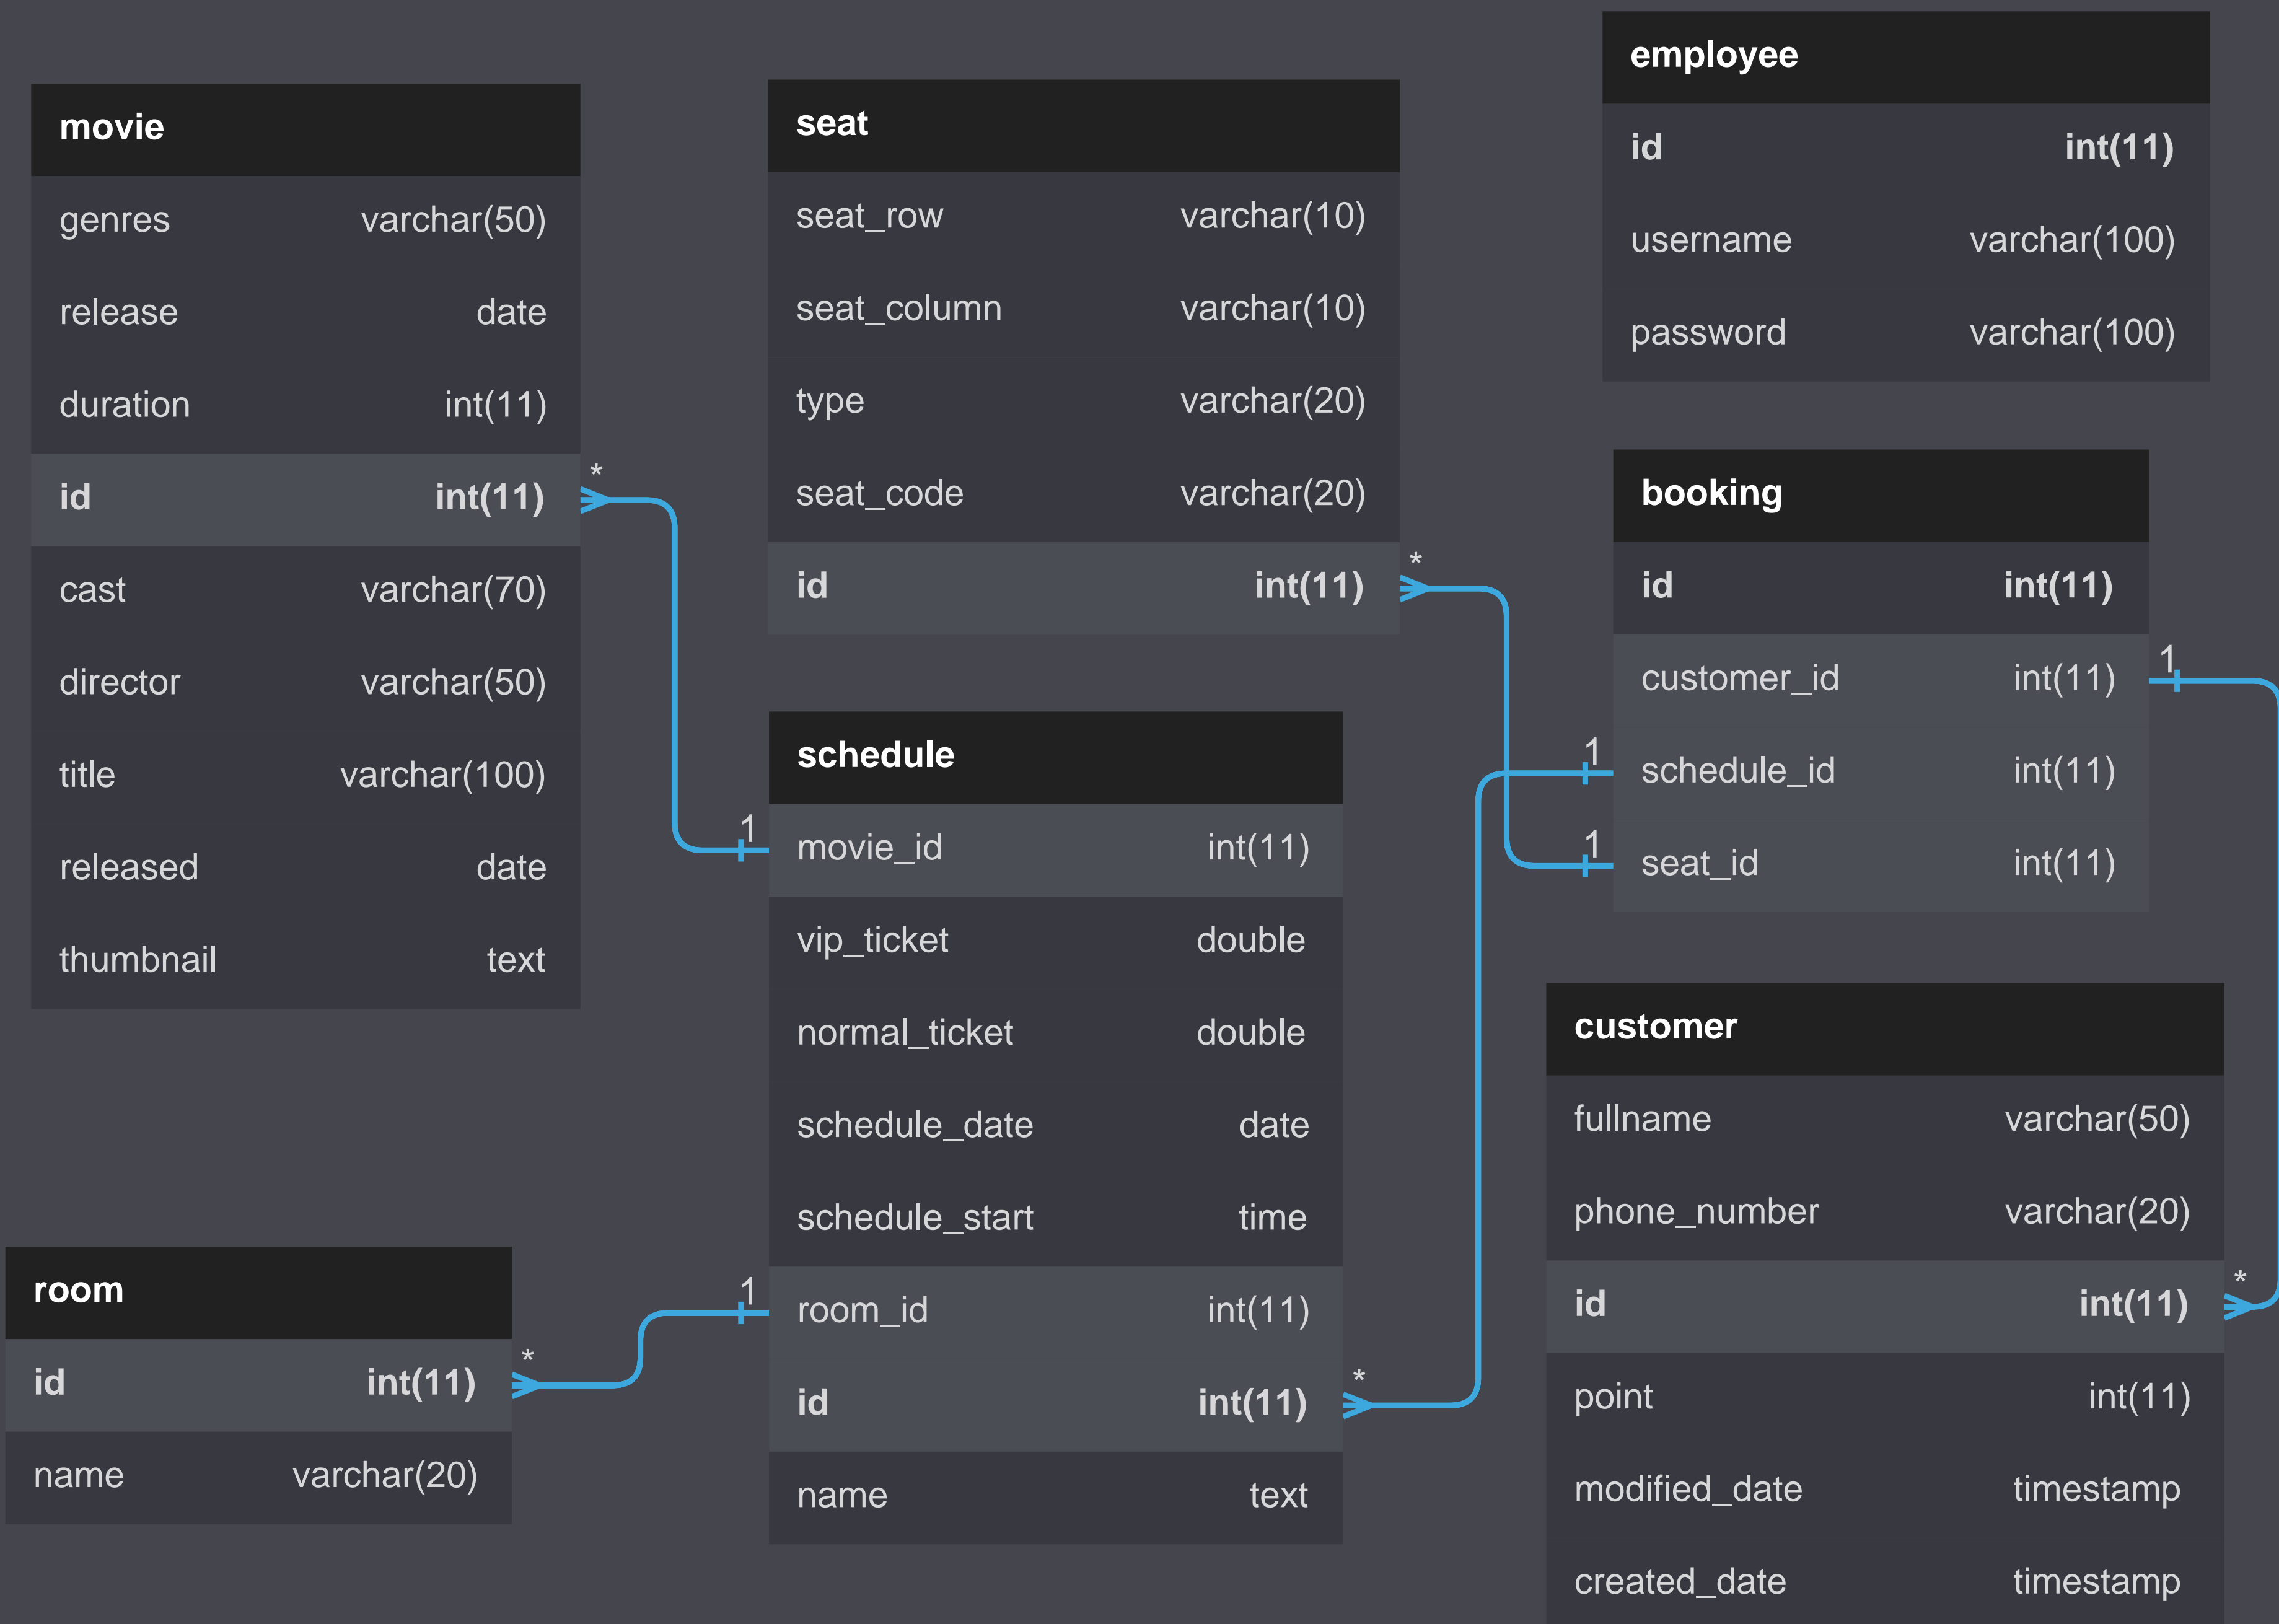 movie
genres varchar(50)
release date
duration int(11)
id int(11)
cast varchar(70)
director varchar(50)
title varchar(100)
released date
thumbnail text
*
1
seat
seat_row varchar(10)
seat_column varchar(10)
type varchar(20)
seat_code varchar(20)
id int(11)
*
1
schedule
movie_id int(11)
vip_ticket double
normal_ticket double
schedule_date date
schedule_start time
room_id int(11)
id int(11)
name text
*
1
room
id int(11)
name varchar(20)
*
1
employee
id int(11)
username varchar(100)
password varchar(100)
booking
id int(11)
customer_id int(11)
schedule_id int(11)
seat_id int(11)
1
customer
fullname varchar(50)
phone_number varchar(20)
id int(11)
point int(11)
modified_date timestamp
created_date timestamp
*